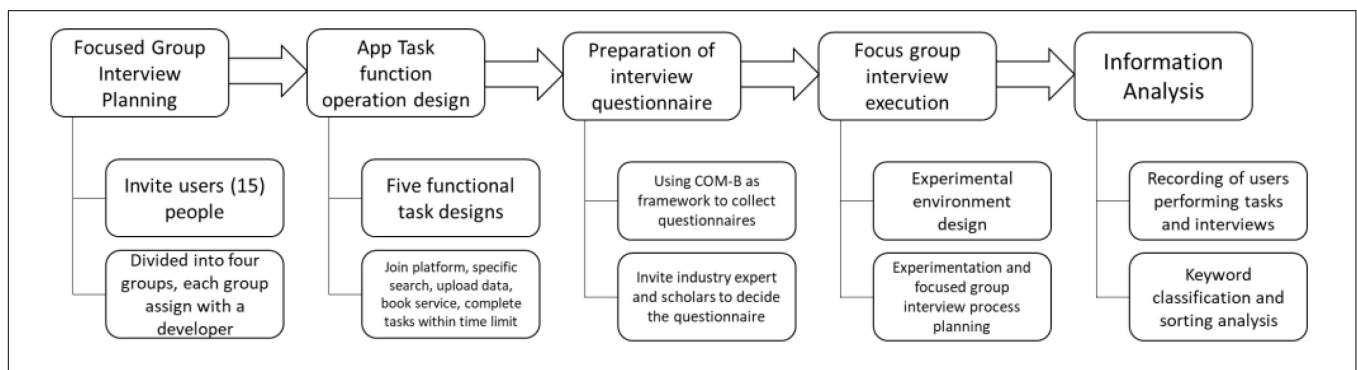 Focused Group
Interview
Planning
App Task
function
operation design
Preparation of
interview
questionnaire
Focus group
interview
execution
Information
Analysis
Invite users (15)
people
Divided into four
groups, each group
assign with a
developer
Five functional
task designs
Join platform, specific
search, upload data,
book service, complete
tasks within time limit
Using COM-B as
framework to collect
questionnaires
Invite industry expert
and scholars to decide
the questionnaire
Experimental
environment
design
Experimentation and
focused group
interview process
planning
Recording of users
performing tasks
and interviews
Keyword
classification and
sorting analysis